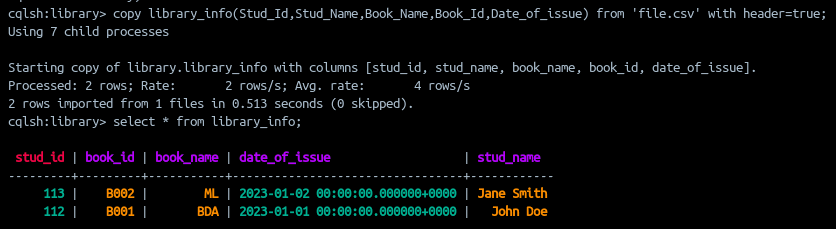 cqlsh:library> copy library_info(Stud_Id,Stud_Name,Book_Name,Book_Id,Date_of_issue) from 'file.csv' with header=true;
Using 7 child processes

Starting copy of library.library_info with columns [stud_id, stud_name, book_name, book_id, date_of_issue].
Processed: 2 rows; Rate:       2 rows/s; Avg. rate:       4 rows/s
2 rows imported from 1 files in 0.513 seconds (0 skipped).
cqlsh:library> select * from library_info;

 stud_id | book_id | book_name | date_of_issue                   | stud_name
---------+---------+-----------+---------------------------------+------------
     113 |    B002 |        ML | 2023-01-02 00:00:00.000000+0000 | Jane Smith
     112 |    B001 |       BDA | 2023-01-01 00:00:00.000000+0000 |   John Doe